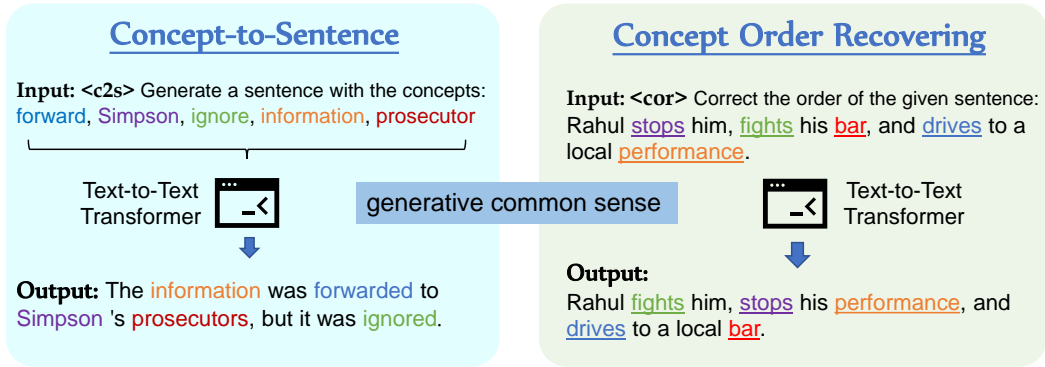 Concept-to-Sentence
Input: <c2s> Generate a sentence with the concepts:
forward, Simpson, ignore, information, prosecutor
Text-to-Text
Transformer
Output: The information was forwarded to
Simpson 's prosecutors, but it was ignored.
generative common sense
Concept Order Recovering
Input: <cor> Correct the order of the given sentence:
Rahul stops him, fights his bar, and drives to a
local performance.
Text-to-Text
Transformer
Output:
Rahul fights him, stops his performance, and
drives to a local bar.